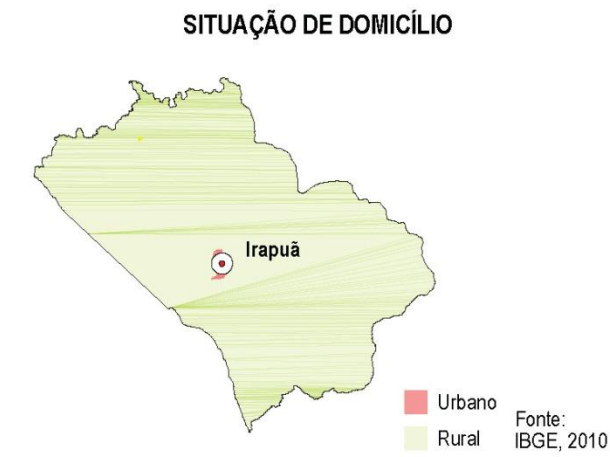 SITUAÇÃO DE DOMICÍLIO
Irapuã
Urbano
Rural
Fonte:
IBGE, 2010